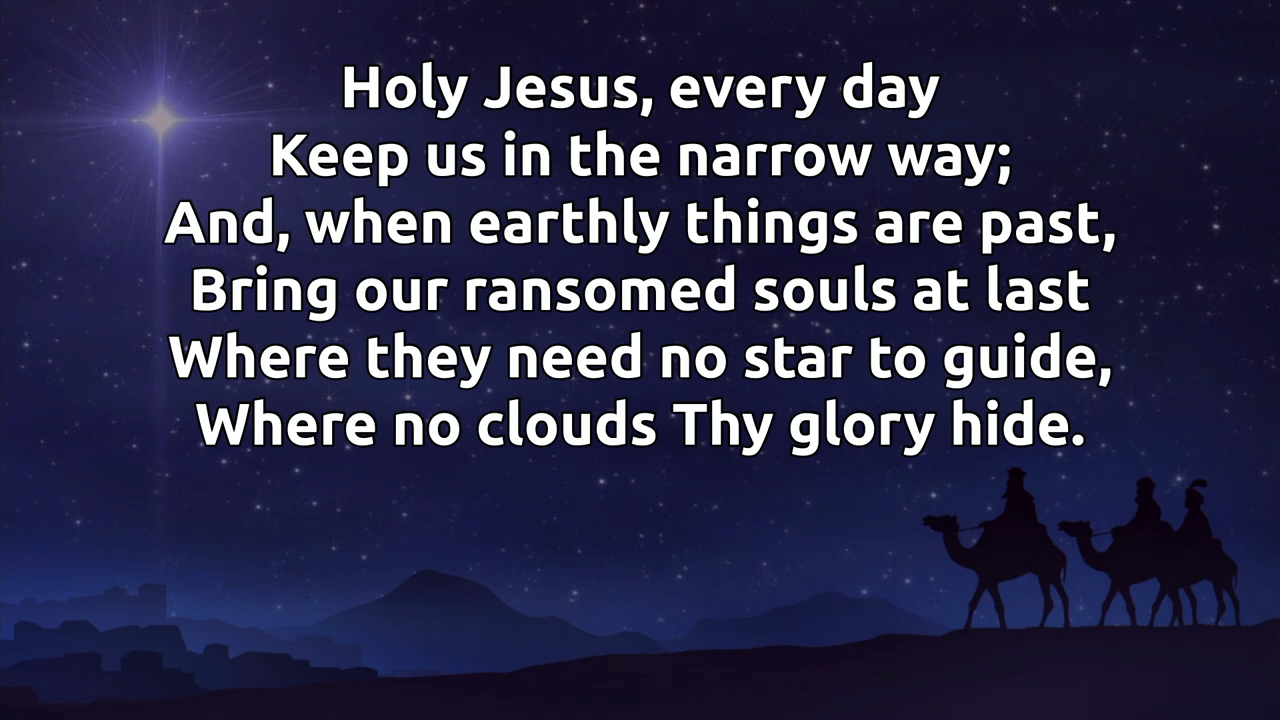 Holy Jesus, every day
Keep us in the narrow way;
And, when earthly things are past,
Bring our ransomed souls at last
Where they need no star to guide,
Where no clouds Thy glory hide.